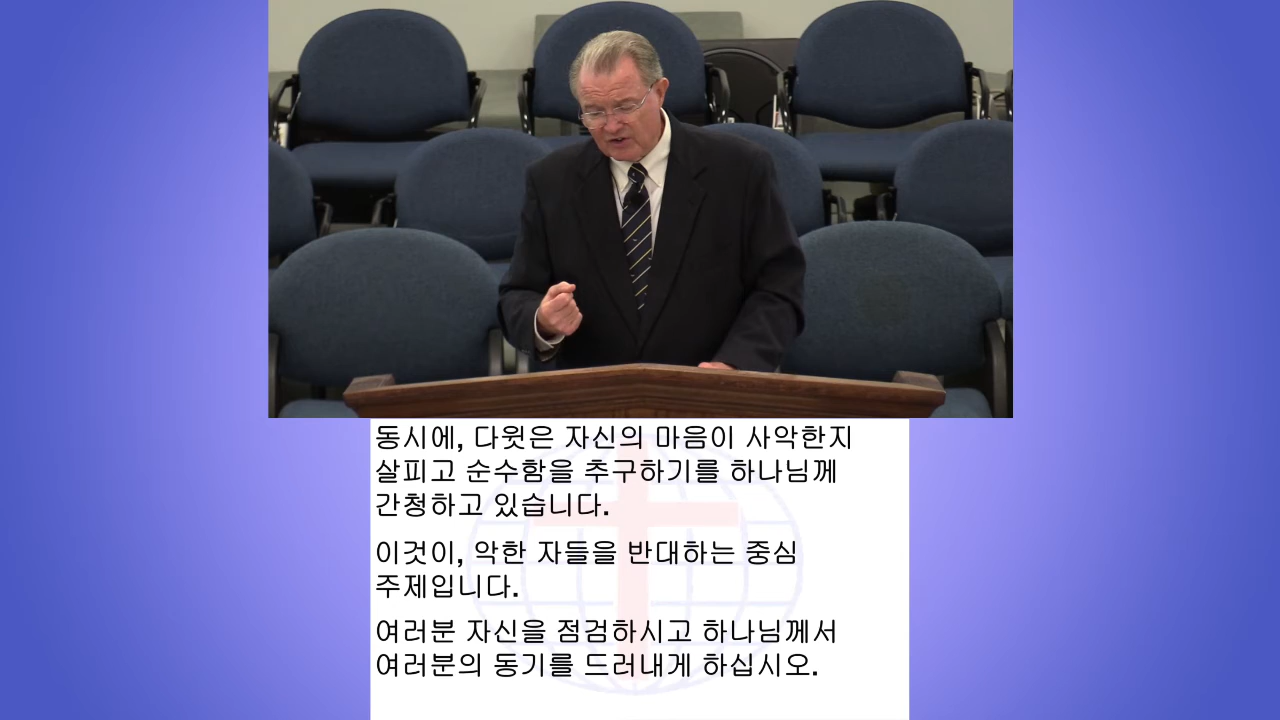 동시에, 다윗은 자신의 마음이 사악한지
살피고 순수함을 추구하기를 하나님께
간청하고 있습니다.
이것이, 악한 자들을 반대하는 중심
주제입니다.
여러분 자신을 점검하시고 하나님께서
여러분의 동기를 드러내게 하십시오.